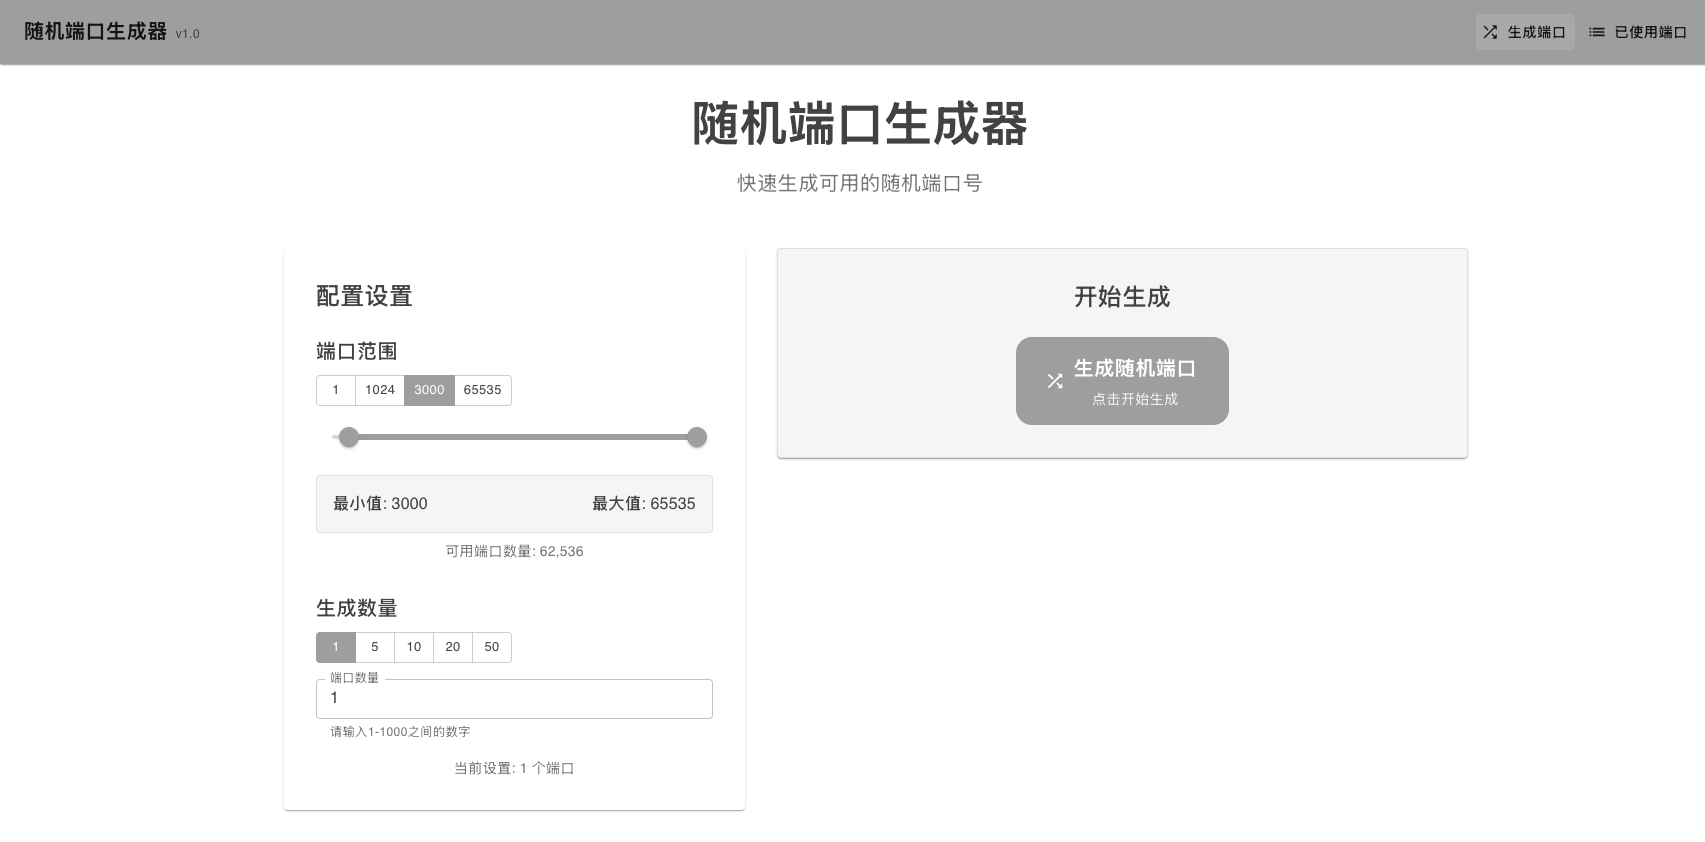 随机端口生成器 v1.0
生成端口
已使用端口
随机端口生成器
快速生成可用的随机端口号
配置设置
端口范围
1 1024 3000 65535
最小值: 3000 最大值: 65535
可用端口数量: 62,536
生成数量
1 5 10 20 50
端口数量
1
请输入1-1000之间的数字
当前设置: 1 个端口
开始生成
生成随机端口
点击开始生成